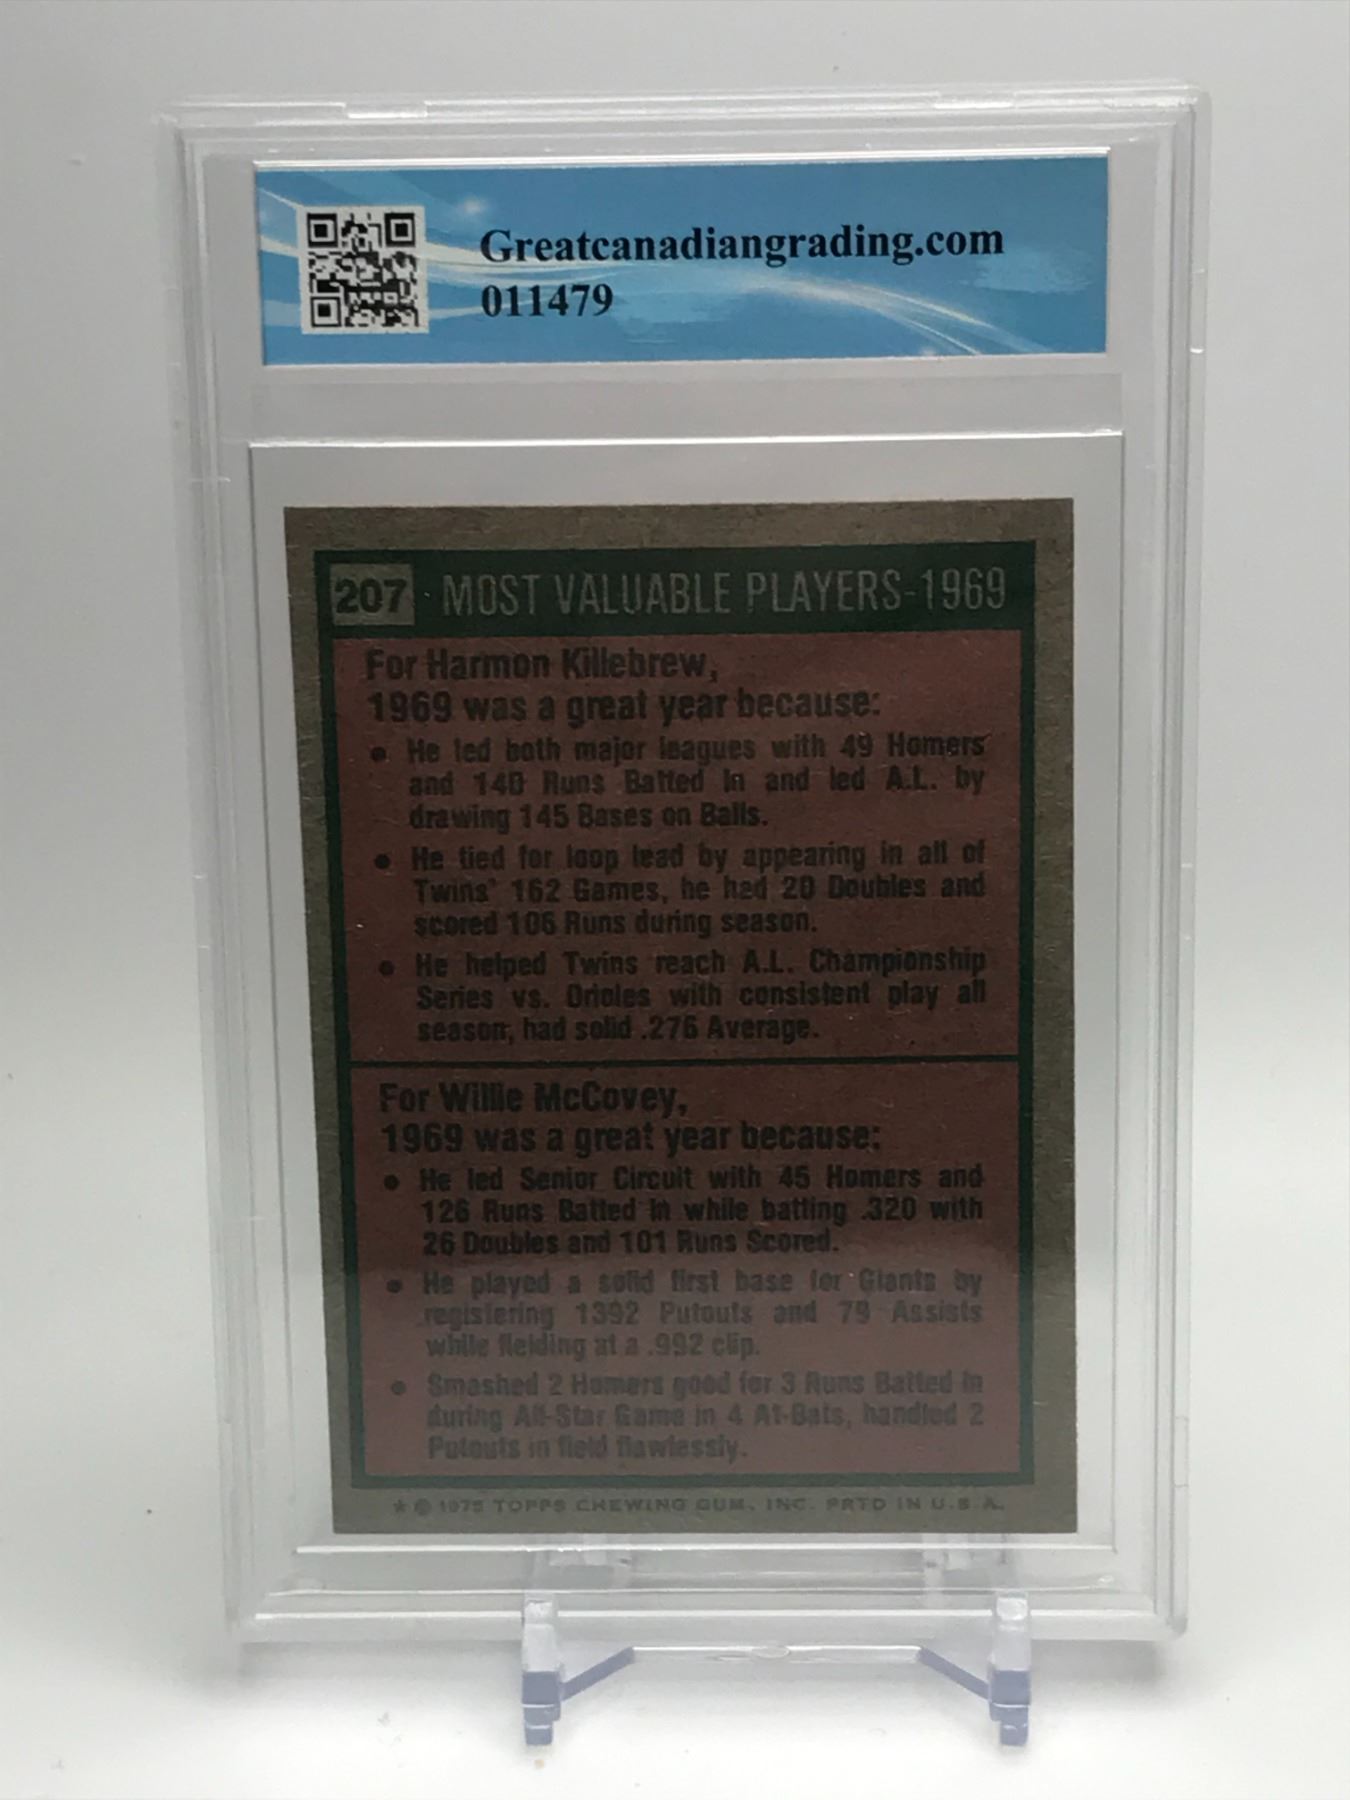 Greatcanadiangrading.com
011479
207 MOST VALUABLE PLAYERS-1969
For Harmon Killebrew,
1969 was a great year because:
• He led both major leagues with 49 Homers
and 140 Runs Batted In and led A.L. by
drawing 145 Bases on Balls.
• He tied for loop lead by appearing in all of
Twins' 162 Games, he had 20 Doubles and
scored 106 Runs during season.
• He helped Twins reach A.L. Championship
Series vs. Orioles with consistent play all
season, had solid .276 Average.
For Willie McCovey,
1969 was a great year because:
• He led Senior Circuit with 45 Homers and
126 Runs Batted In while batting .320 with
26 Doubles and 101 Runs Scored.
• He played a solid first base for Giants by
registering 1392 Putouts and 79 Assists
while fielding at a .992 clip.
• Smashed 2 Homers good for 3 Runs Batted In
during All-Star Game in 4 At-Bats, handled 2
Putouts in field flawlessly.
★ © 1975 TOPPS CHEWING GUM, INC. PRTD IN U.S.A.